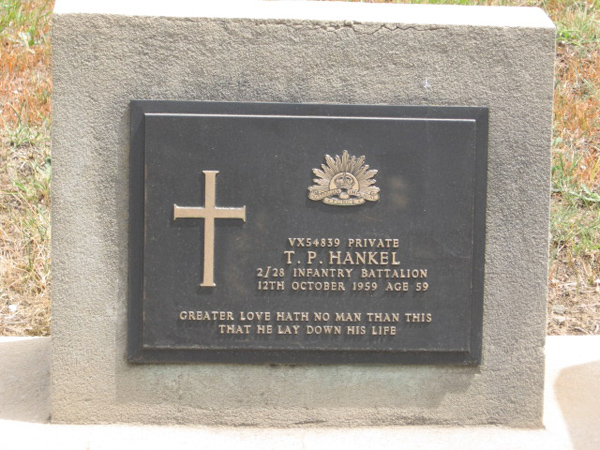 VX54839 PRIVATE
T. P. HANKEL
2/28 INFANTRY BATTALION
12TH OCTOBER 1959 AGE 59
GREATER LOVE HATH NO MAN THAN THIS
THAT HE LAY DOWN HIS LIFE